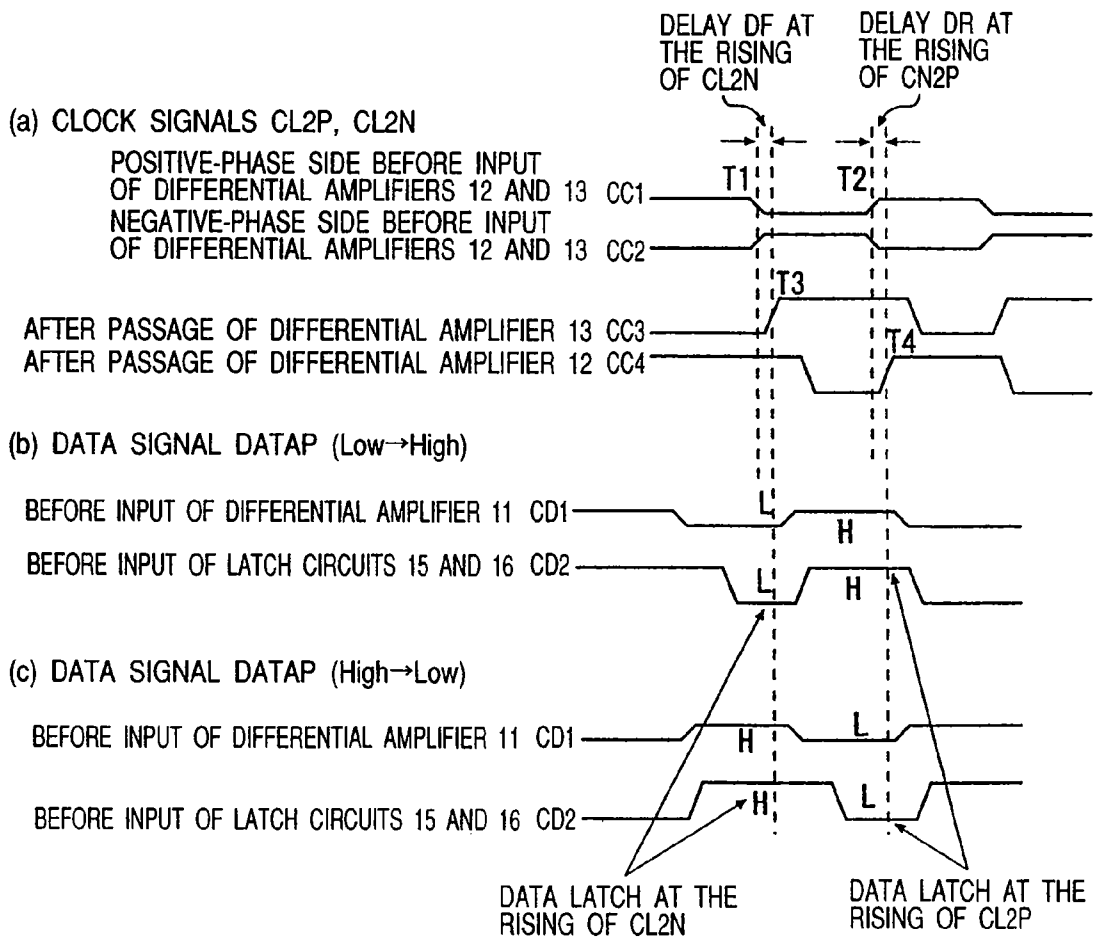 DELAY DF AT
THE RISING
OF CL2N
DELAY DR AT
THE RISING
OF CN2P
(a) CLOCK SIGNALS CL2P, CL2N
POSITIVE-PHASE SIDE BEFORE INPUT
OF DIFFERENTIAL AMPLIFIERS 12 AND 13 CC1
T1
T2
NEGATIVE-PHASE SIDE BEFORE INPUT
OF DIFFERENTIAL AMPLIFIERS 12 AND 13 CC2
T3
AFTER PASSAGE OF DIFFERENTIAL AMPLIFIER 13 CC3
T4
AFTER PASSAGE OF DIFFERENTIAL AMPLIFIER 12 CC4
(b) DATA SIGNAL DATAP (Low→High)
BEFORE INPUT OF DIFFERENTIAL AMPLIFIER 11 CD1
L
H
BEFORE INPUT OF LATCH CIRCUITS 15 AND 16 CD2
L
H
(c) DATA SIGNAL DATAP (High→Low)
BEFORE INPUT OF DIFFERENTIAL AMPLIFIER 11 CD1
H
L
BEFORE INPUT OF LATCH CIRCUITS 15 AND 16 CD2
H
L
DATA LATCH AT THE
RISING OF CL2N
DATA LATCH AT THE
RISING OF CL2P